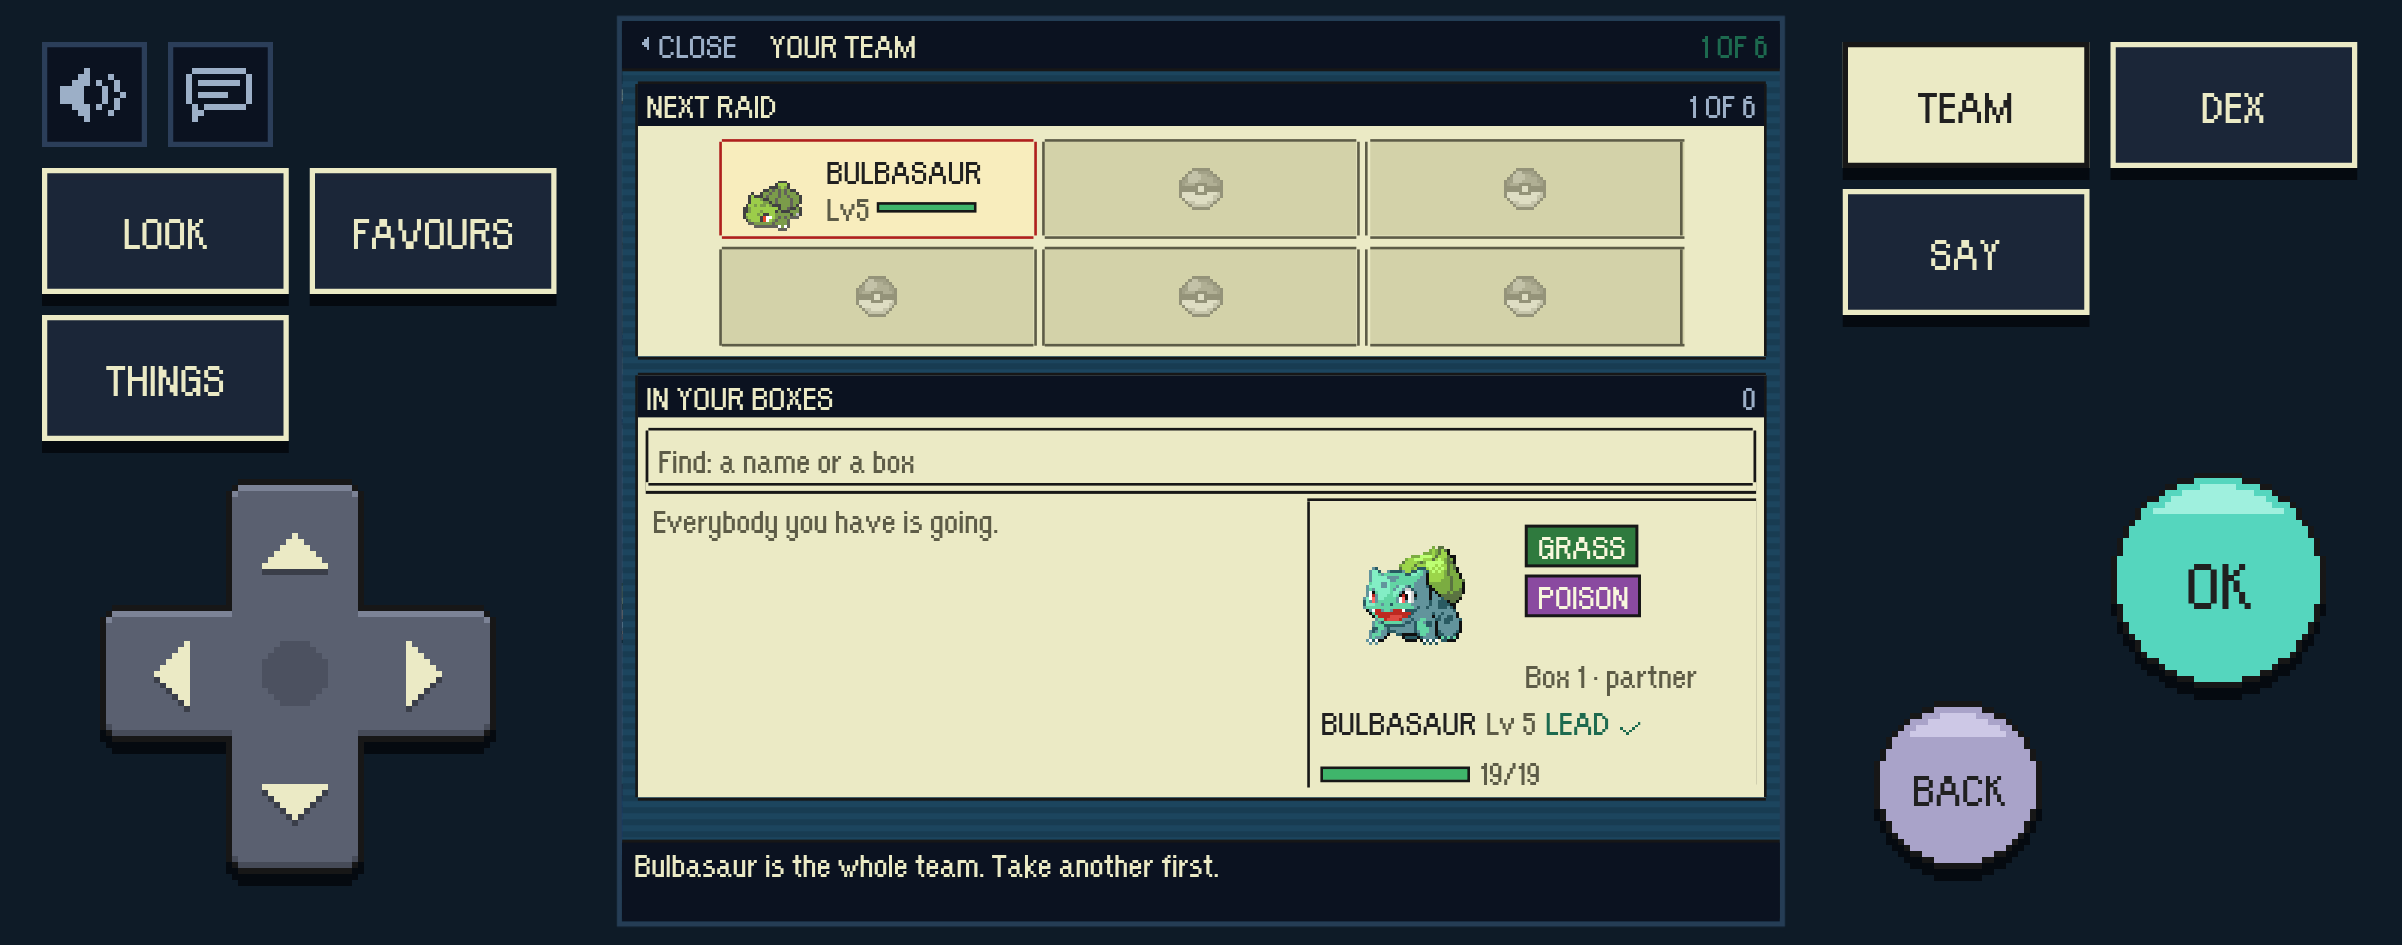 LOOK
FAVOURS
THINGS
CLOSE YOUR TEAM 1 OF 6
NEXT RAID 1 OF 6
BULBASAUR
Lv5
IN YOUR BOXES 0
Find: a name or a box
Everybody you have is going.
GRASS
POISON
Box 1 · partner
BULBASAUR Lv 5 LEAD
19/19
Bulbasaur is the whole team. Take another first.
TEAM
DEX
SAY
OK
BACK